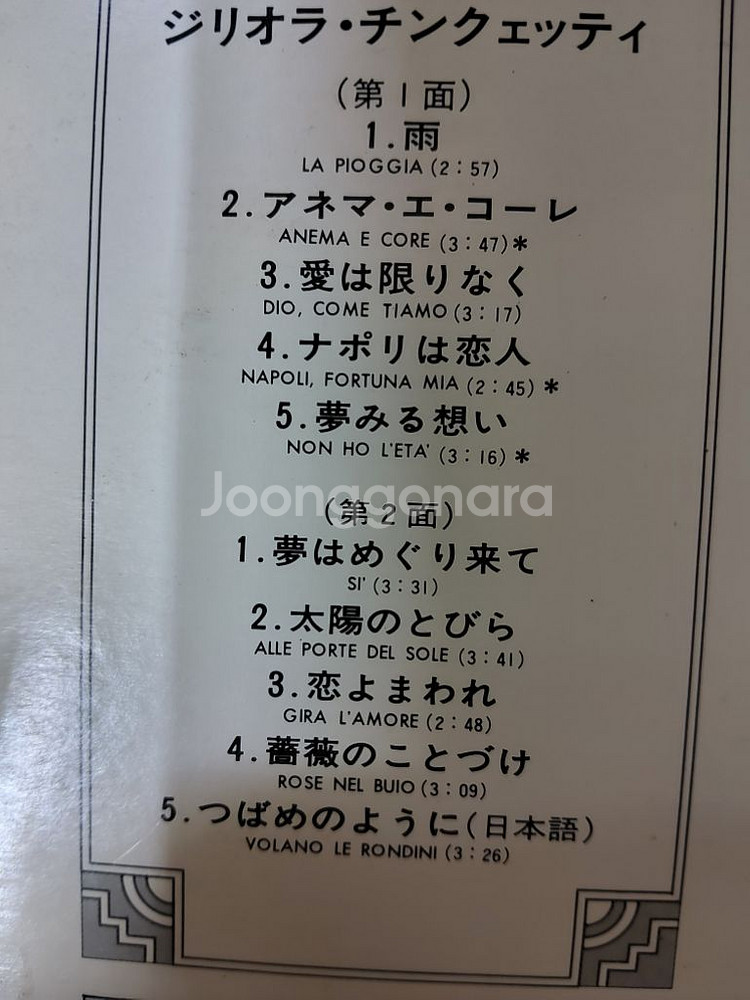 ジリオラ・チンクェッティ
(第1面)
1.雨
LA PIOGGIA (2:57)
2.アネマ・エ・コーレ
ANEMA E CORE (3:47)*
3.愛は限りなく
DIO, COME TIAMO (3:17)
4.ナポリは恋人
NAPOLI, FORTUNA MIA (2:45)*
5.夢みる想い
NON HO L'ETA' (3:16)*
Joonggonara
(第2面)
1.夢はめぐり来て
SI' (3:31)
2.太陽のとびら
ALLE PORTE DEL SOLE (3:41)
3.恋よまわれ
GIRA L'AMORE (2:48)
4.薔薇のことづけ
ROSE NEL BUIO (3:09)
5.つばめのように(日本語)
VOLANO LE RONDINI (3:26)